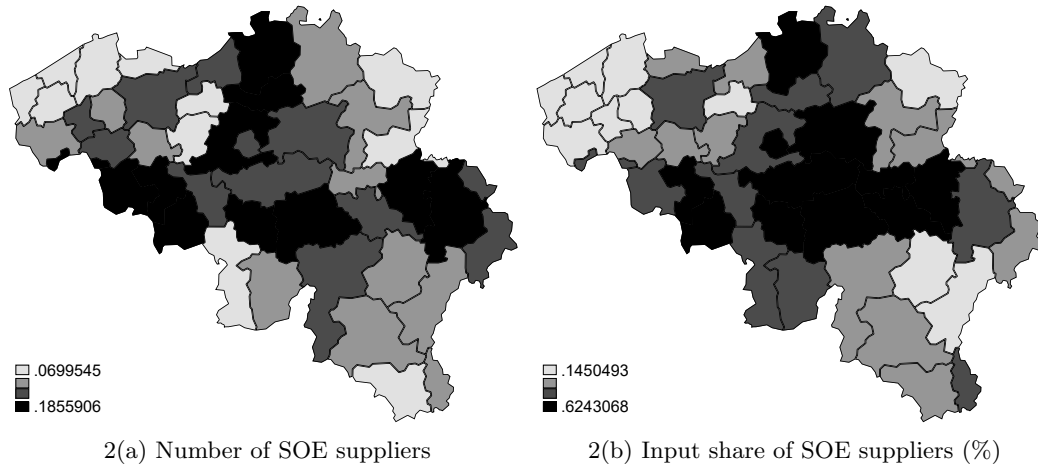 .0699545
.1855906
2(a) Number of SOE suppliers
.1450493
.6243068
2(b) Input share of SOE suppliers (%)